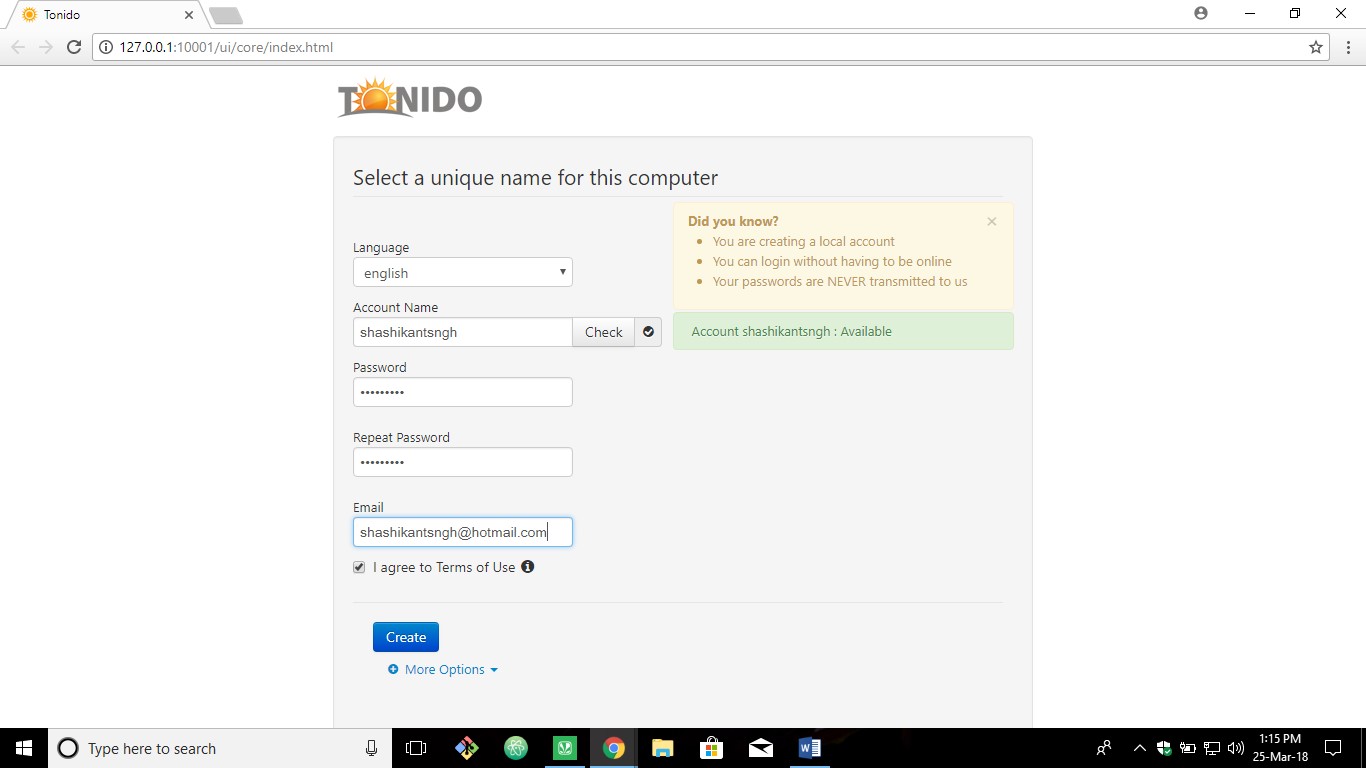 Tonido
127.0.0.1:10001/ui/core/index.html
TONIDO
Select a unique name for this computer
Did you know?
You are creating a local account
You can login without having to be online
Your passwords are NEVER transmitted to us
Language
english
Account Name
shashikantsngh
Check
Account shashikantsngh : Available
Password
•••••••••
Repeat Password
•••••••••
Email
shashikantsngh@hotmail.com
I agree to Terms of Use
Create
More Options
Type here to search
1:15 PM
25-Mar-18